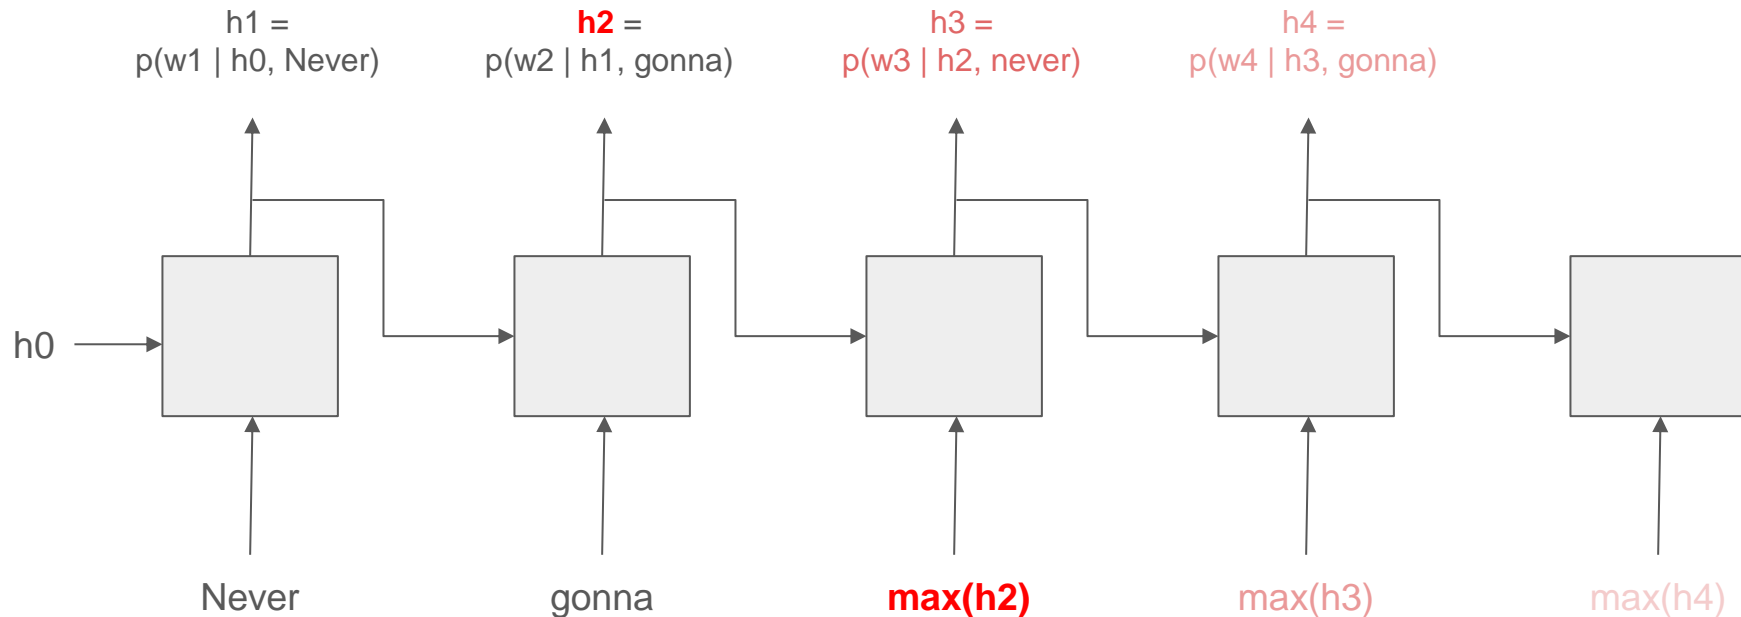 h1 =
p(w1 | h0, Never)
h2 =
p(w2 | h1, gonna)
h3 =
p(w3 | h2, never)
h4 =
p(w4 | h3, gonna)
h0
Never
gonna
max(h2)
max(h3)
max(h4)